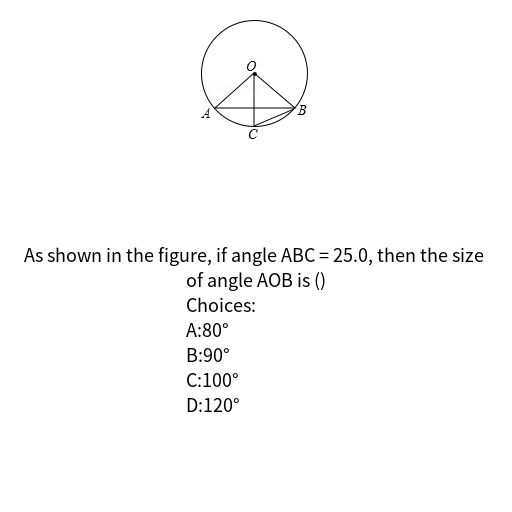 O
A
B
C
As shown in the figure, if angle ABC = 25.0, then the size
of angle AOB is ()
Choices:
A:80°
B:90°
C:100°
D:120°